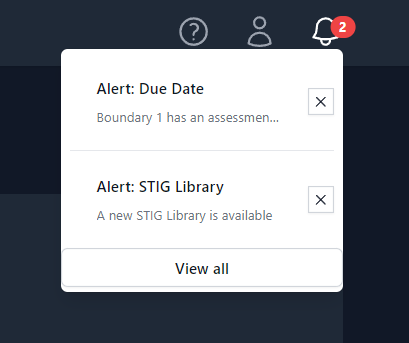 2
Alert: Due Date
Boundary 1 has an assessmen...
Alert: STIG Library
A new STIG Library is available
View all